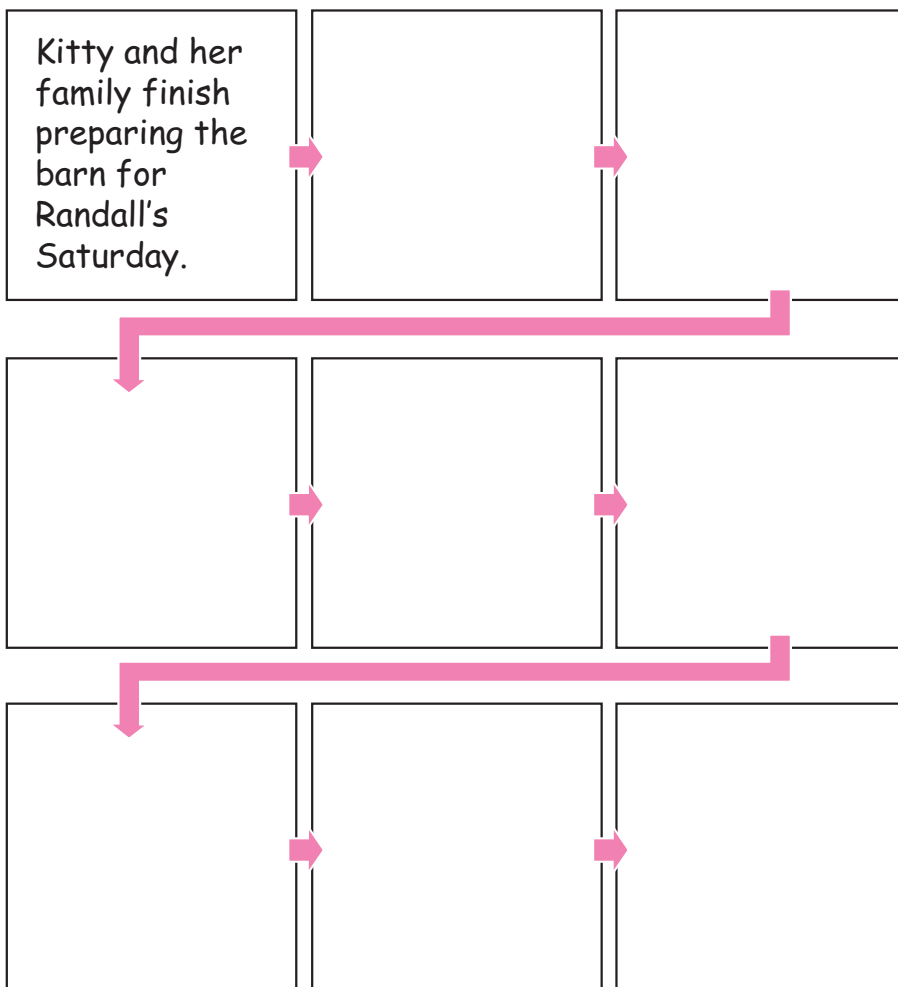 Kitty and her
family finish
preparing the
barn for
Randall's
Saturday.